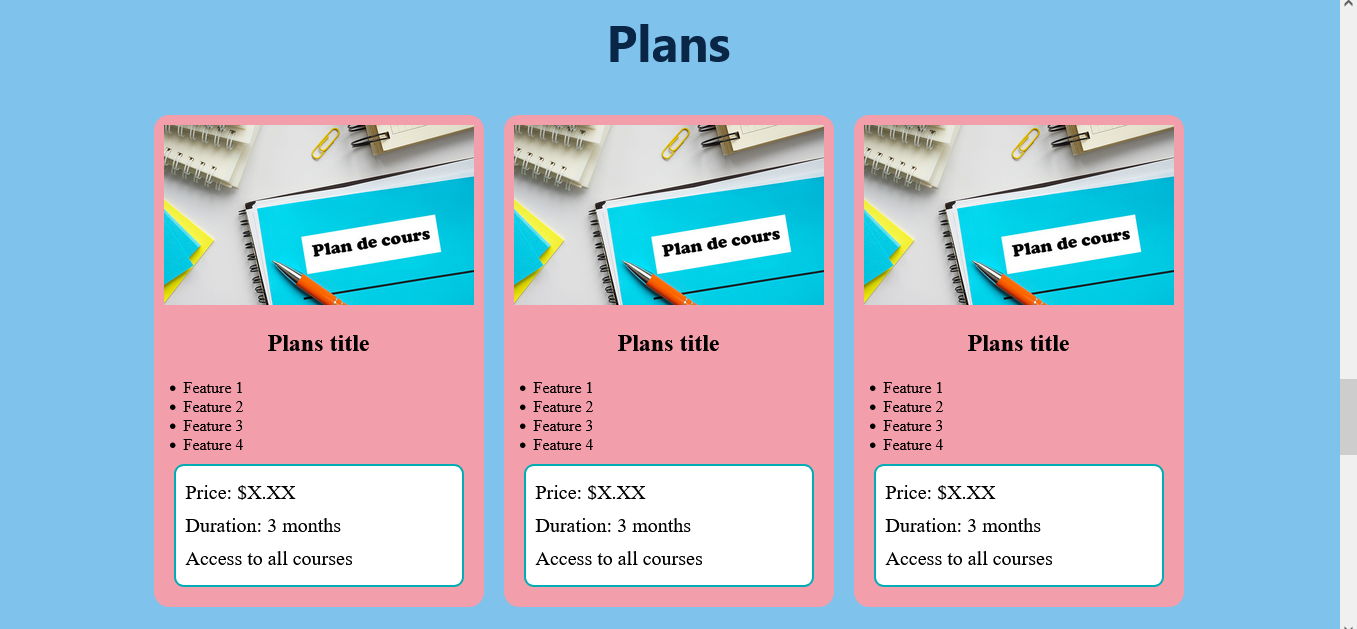 Plans
Plan de cours
Plans title
Feature 1
Feature 2
Feature 3
Feature 4
Price: $X.XX
Duration: 3 months
Access to all courses
Plan de cours
Plans title
Feature 1
Feature 2
Feature 3
Feature 4
Price: $X.XX
Duration: 3 months
Access to all courses
Plan de cours
Plans title
Feature 1
Feature 2
Feature 3
Feature 4
Price: $X.XX
Duration: 3 months
Access to all courses